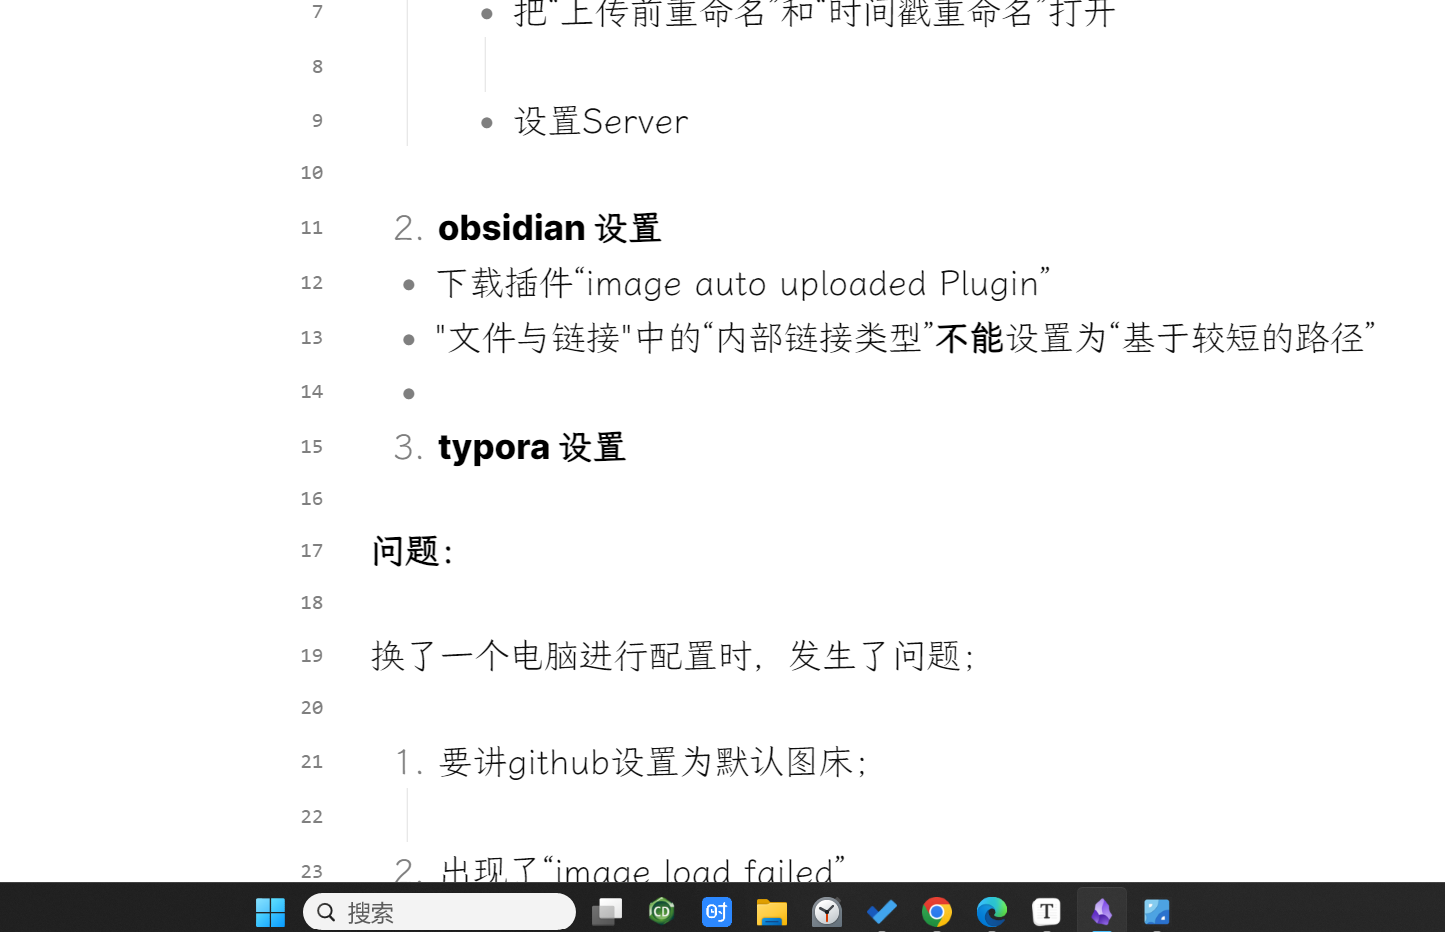 7 • 把“上传前重命名”和“时间戳重命名”打开
8
9 • 设置Server
10
11 2. obsidian 设置
12 • 下载插件“image auto uploaded Plugin”
13 • "文件与链接"中的“内部链接类型”不能设置为“基于较短的路径”
14 •
15 3. typora 设置
16
17 问题：
18
19 换了一个电脑进行配置时，发生了问题；
20
21 1. 要讲github设置为默认图床；
22
23 2. 出现了“image load failed”
搜索
CD
时
T